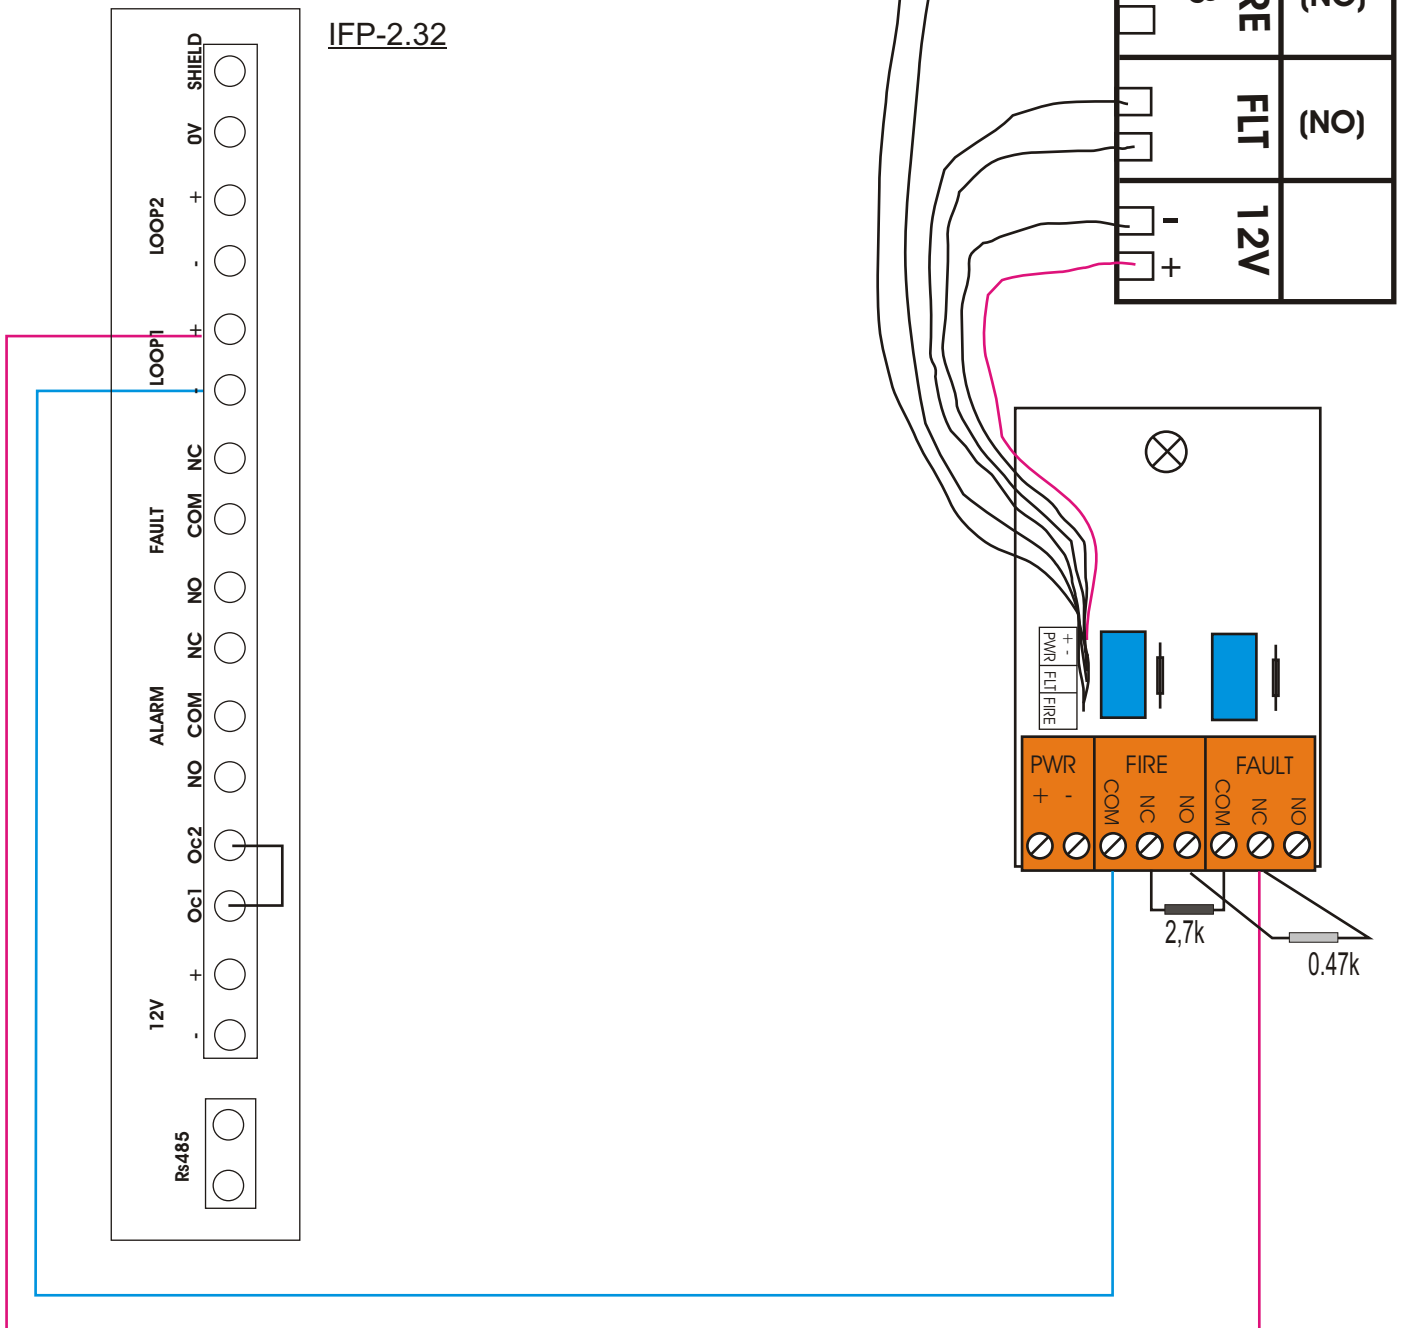 IFP-2.32
SHIELD
0V
+
LOOP2
-
+
LOOP1
-
NC
FAULT
COM
NO
NC
ALARM
COM
NO
Oc2
Oc1
+
12V
-
Rs485
RE
(NO)
FLT
(NO)
12V
-
+
+ -
PWR
FLT
FIRE
PWR
+ -
FIRE
COM
NC
NO
FAULT
COM
NC
NO
2,7k
0.47k